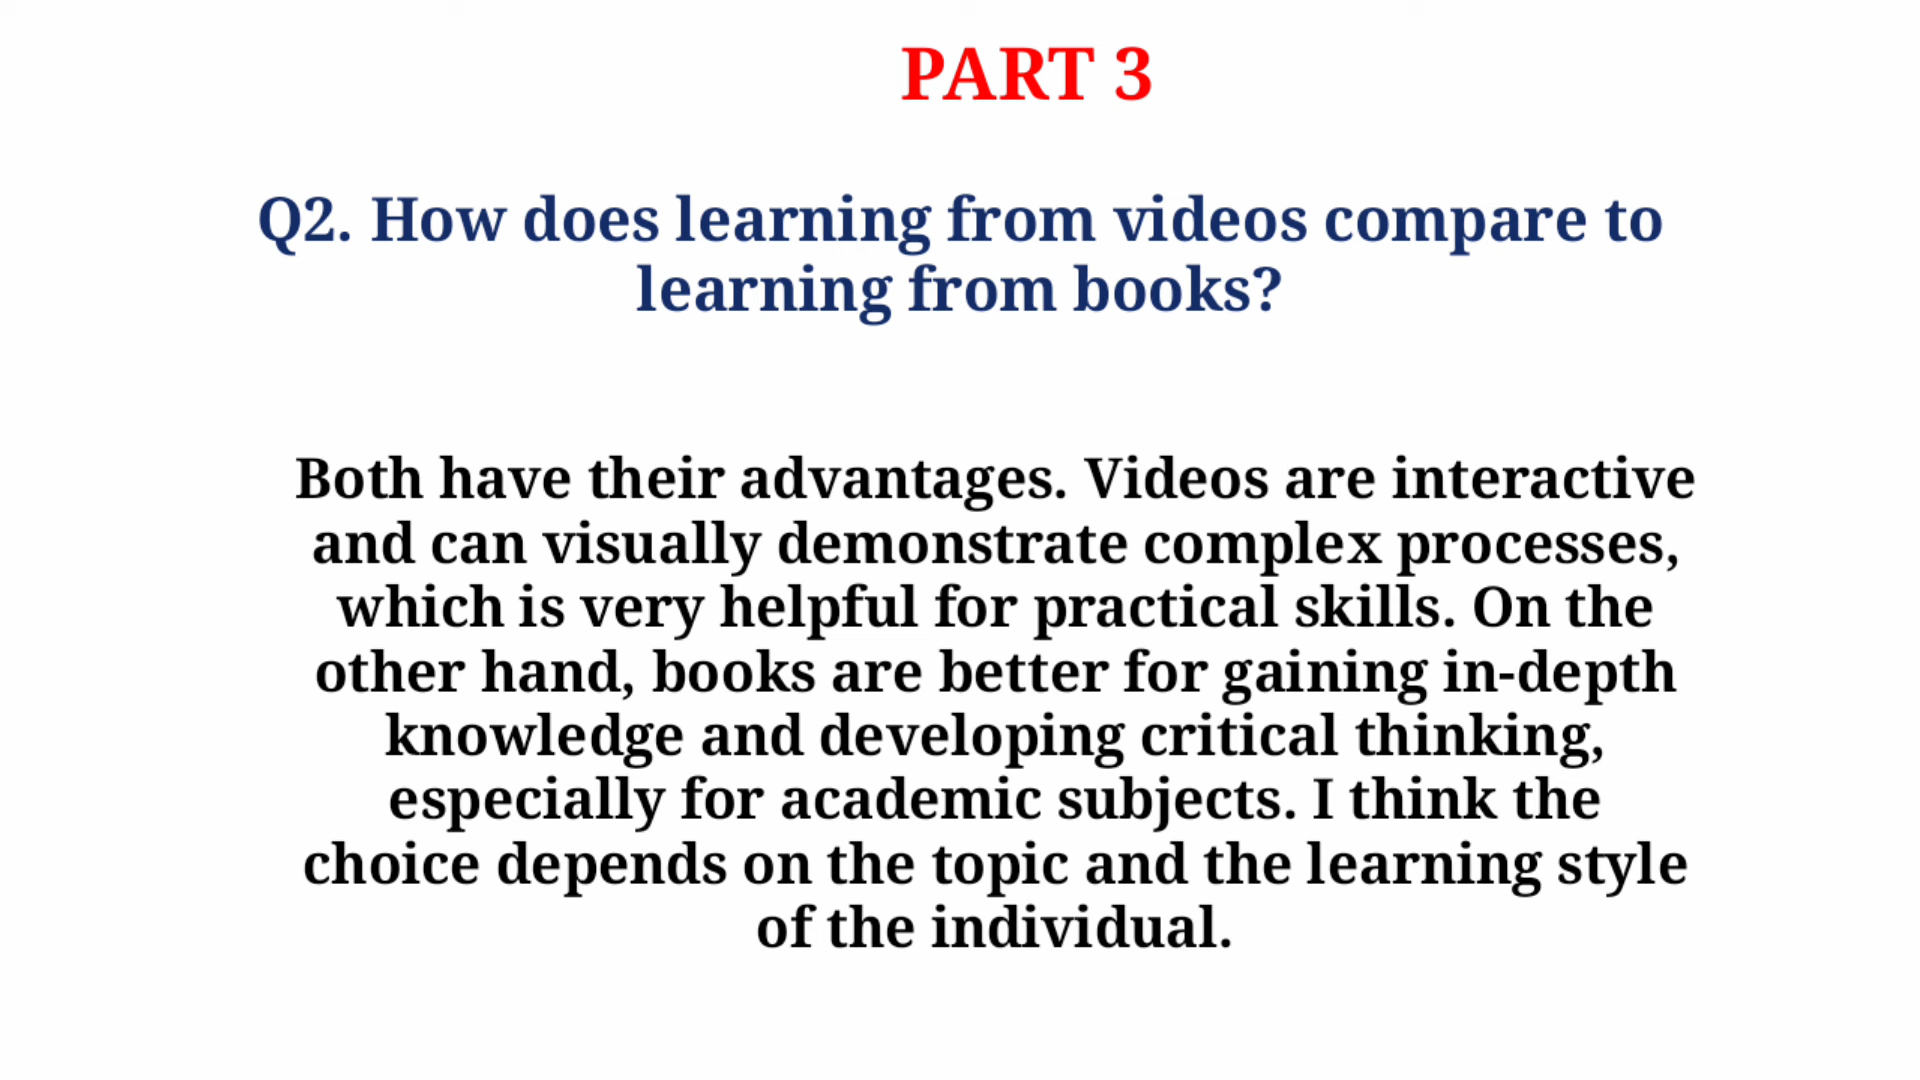 PART 3
Q2. How does learning from videos compare to
learning from books?
Both have their advantages. Videos are interactive
and can visually demonstrate complex processes,
which is very helpful for practical skills. On the
other hand, books are better for gaining in-depth
knowledge and developing critical thinking,
especially for academic subjects. I think the
choice depends on the topic and the learning style
of the individual.